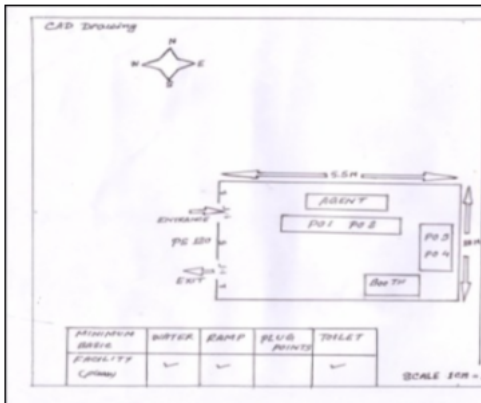 CAD Drawing
N
W E
S
5.5M
AGENT
ENTRANCE
PO1 PO2
PO3
PO4
EXIT
BOOTH
MINIMUM BASIC FACILITY
WATER
RAMP
PLUG POINTS
TOILET
✓ ✓ ✓
SCALE